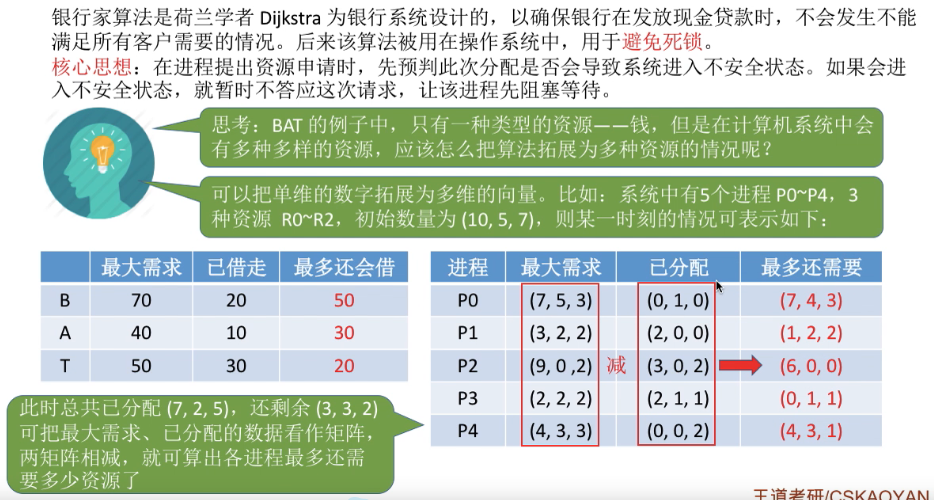 银行家算法是荷兰学者 Dijkstra 为银行系统设计的，以确保银行在发放现金贷款时，不会发生不能
满足所有客户需要的情况。后来该算法被用在操作系统中，用于避免死锁。
核心思想：在进程提出资源申请时，先预判此次分配是否会导致系统进入不安全状态。如果会进
入不安全状态，就暂时不答应这次请求，让该进程先阻塞等待。
思考：BAT 的例子中，只有一种类型的资源——钱，但是在计算机系统中会
有多种多样的资源，应该怎么把算法拓展为多种资源的情况呢？
可以把单维的数字拓展为多维的向量。比如：系统中有5个进程 P0~P4，3
种资源 R0~R2，初始数量为 (10, 5, 7)，则某一时刻的情况可表示如下：
最大需求 已借走 最多还会借
B 70 20 50
A 40 10 30
T 50 30 20
进程 最大需求 已分配 最多还需要
P0 (7, 5, 3) (0, 1, 0) (7, 4, 3)
P1 (3, 2, 2) (2, 0, 0) (1, 2, 2)
P2 (9, 0 ,2) 减 (3, 0, 2) (6, 0, 0)
P3 (2, 2, 2) (2, 1, 1) (0, 1, 1)
P4 (4, 3, 3) (0, 0, 2) (4, 3, 1)
此时总共已分配 (7, 2, 5)，还剩余 (3, 3, 2)
可把最大需求、已分配的数据看作矩阵，
两矩阵相减，就可算出各进程最多还需
要多少资源了
王道考研/CSKAOYAN